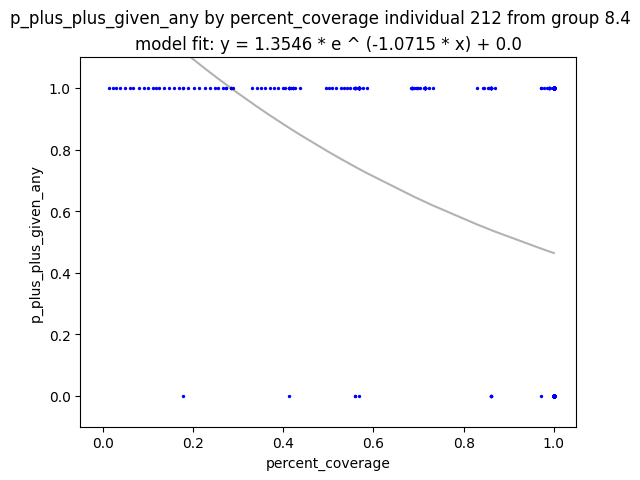 p_plus_plus_given_any by percent_coverage individual 212 from group 8.4
model fit: y = 1.3546 * e ^ (-1.0715 * x) + 0.0
1.0
0.8
0.6
0.4
0.2
0.0
p_plus_plus_given_any
0.0 0.2 0.4 0.6 0.8 1.0
percent_coverage